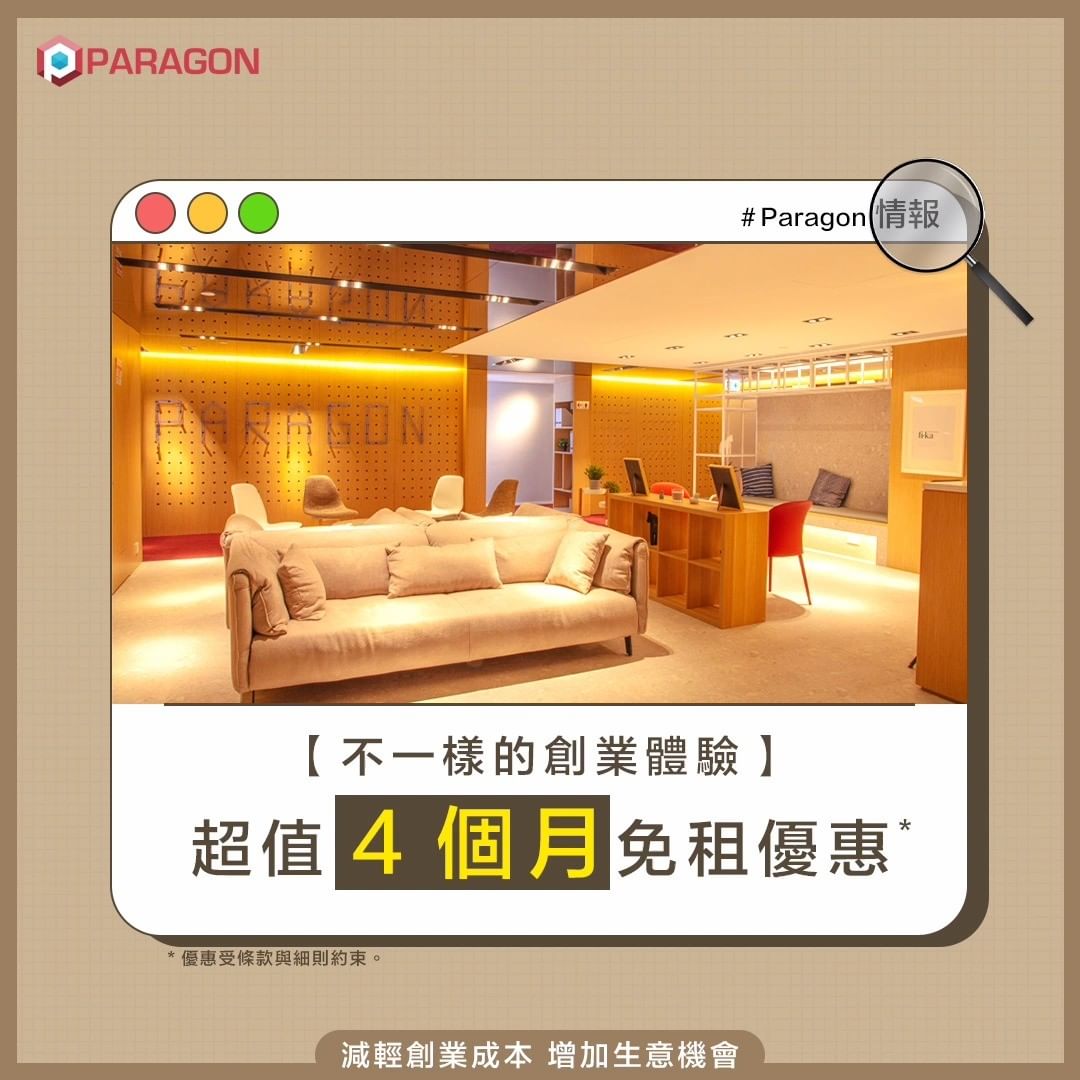 PARAGON
# Paragon 情報
PARAGON
fi·ka
【 不一樣的創業體驗 】
超值 4 個月免租優惠*
* 優惠受條款與細則約束。
減輕創業成本 增加生意機會